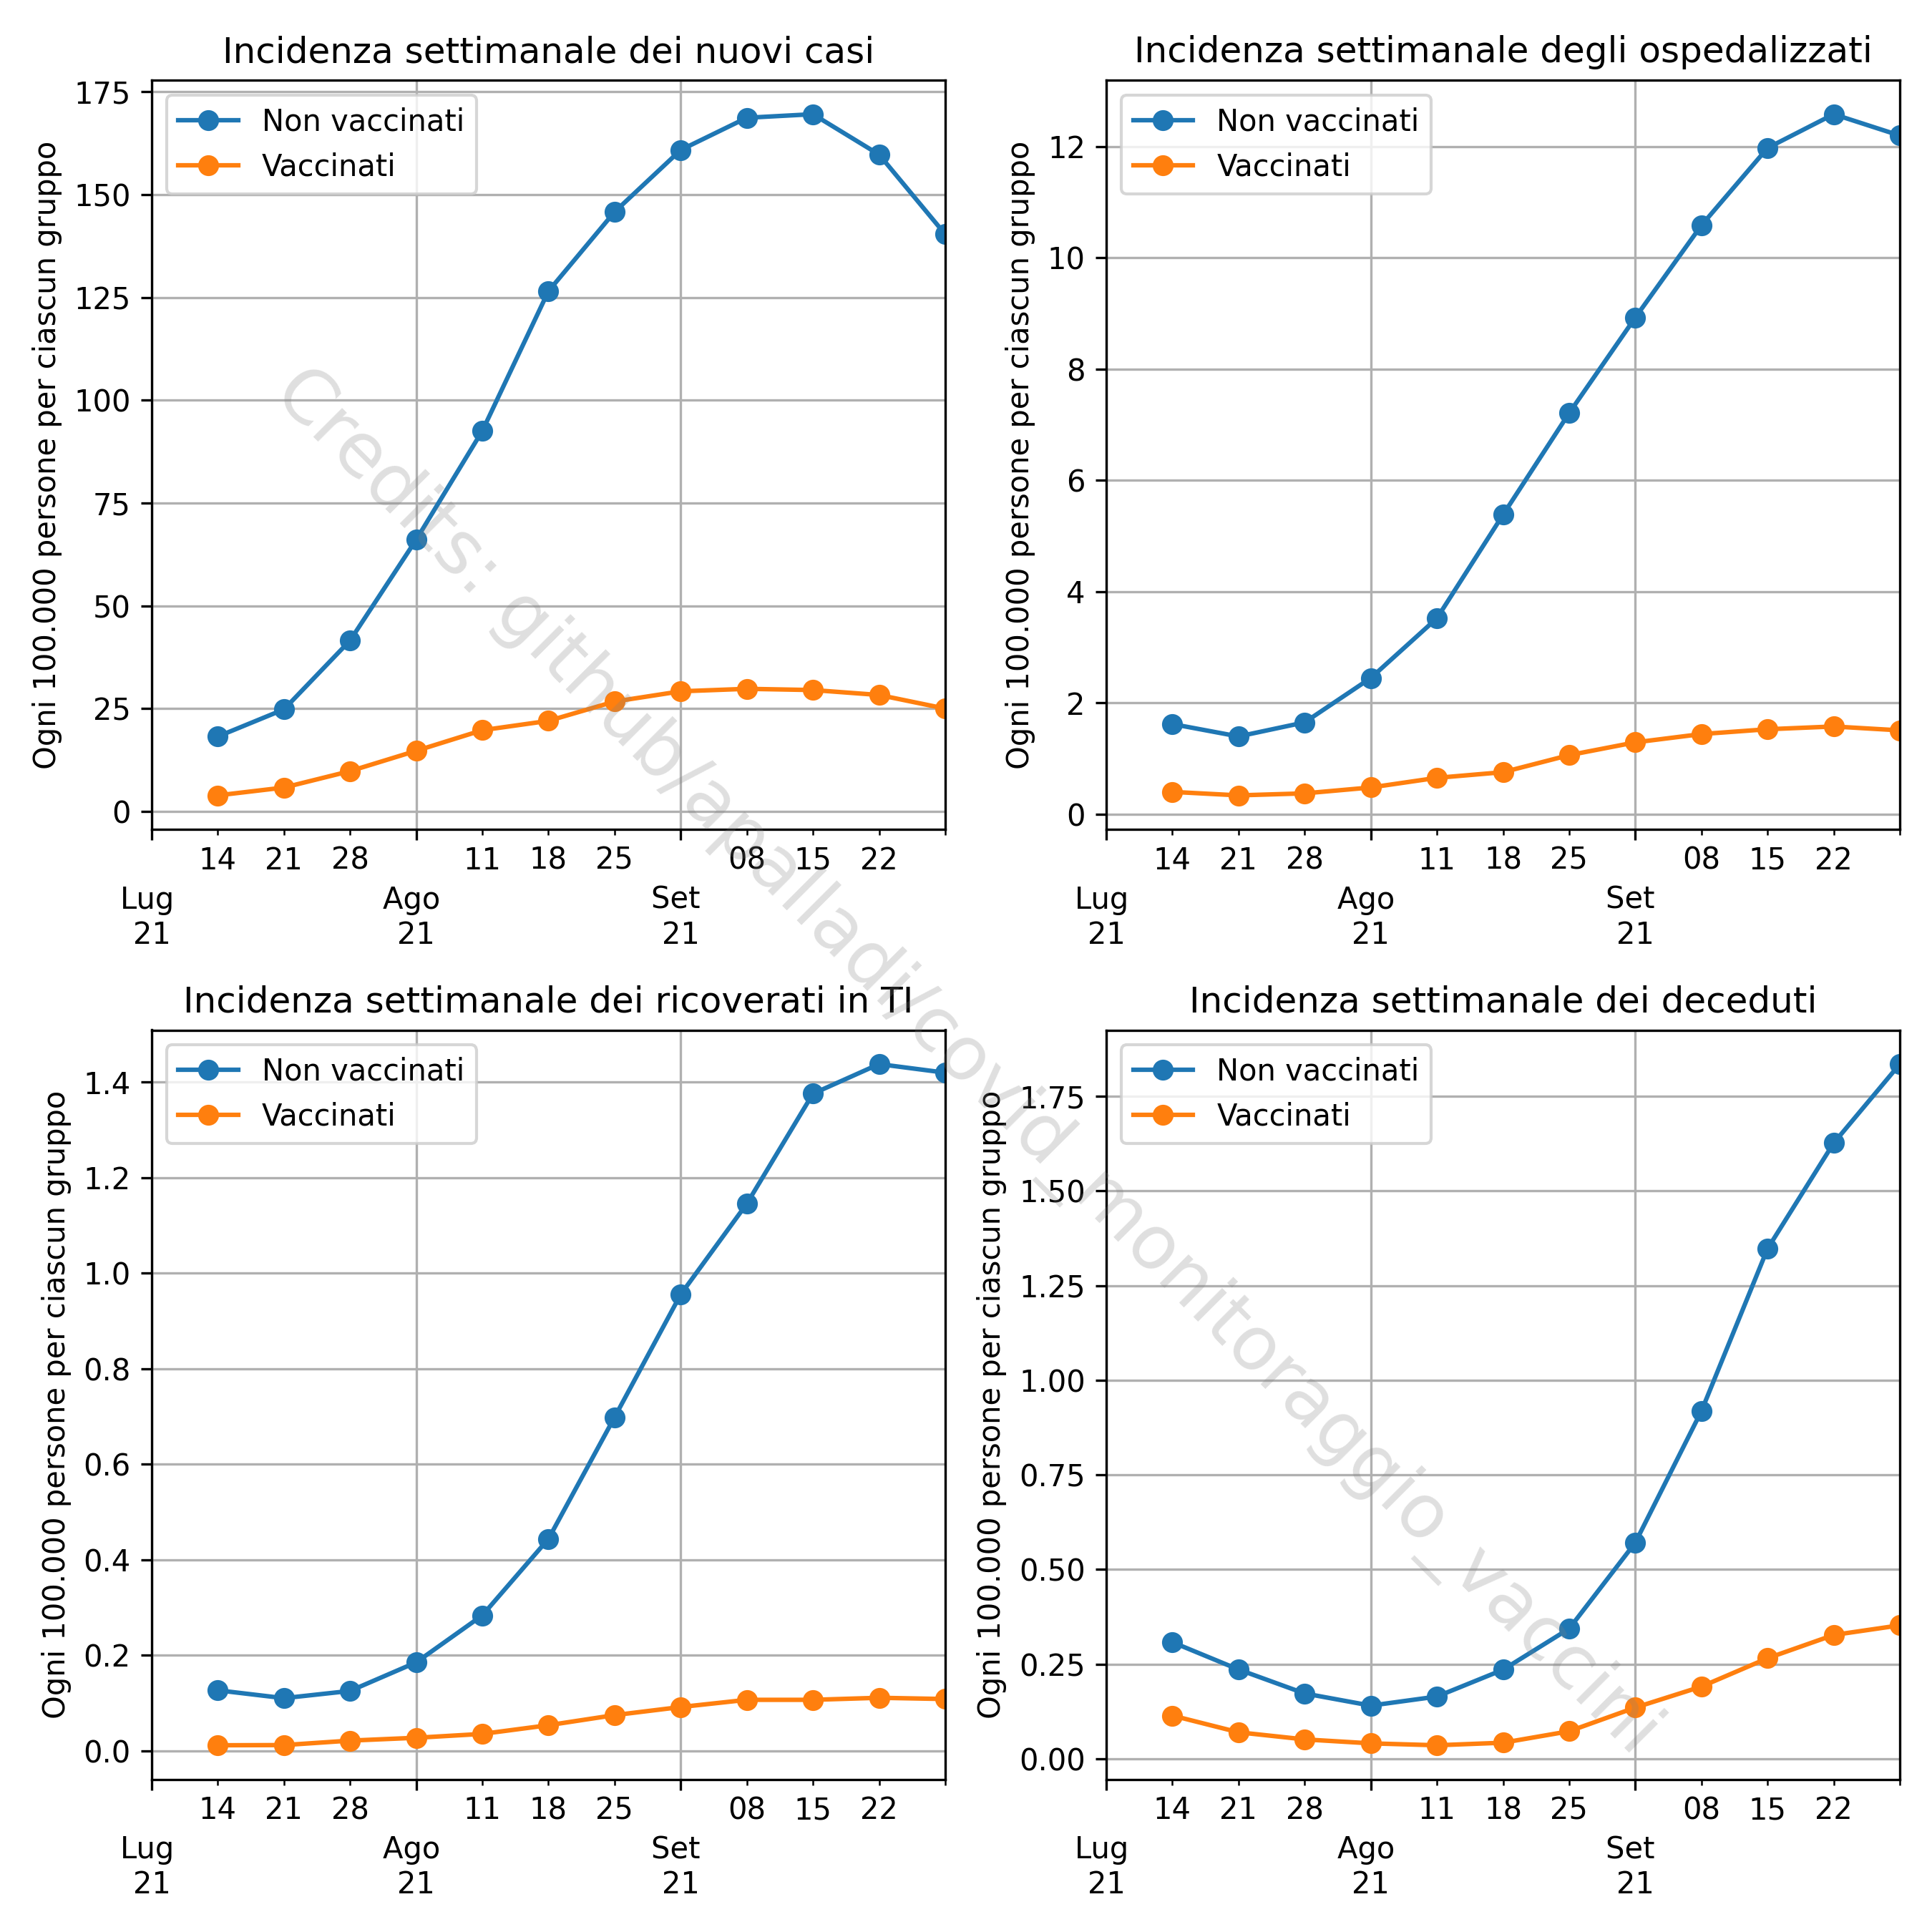 Incidenza settimanale dei nuovi casi
Ogni 100.000 persone per ciascun gruppo
175
150
125
100
75
50
25
0
Non vaccinati
Vaccinati
14 21 28 11 18 25 08 15 22
Lug Ago Set
21 21 21
Incidenza settimanale degli ospedalizzati
Ogni 100.000 persone per ciascun gruppo
12
10
8
6
4
2
0
Non vaccinati
Vaccinati
14 21 28 11 18 25 08 15 22
Lug Ago Set
21 21 21
Incidenza settimanale dei ricoverati in TI
Ogni 100.000 persone per ciascun gruppo
1.4
1.2
1.0
0.8
0.6
0.4
0.2
0.0
Non vaccinati
Vaccinati
14 21 28 11 18 25 08 15 22
Lug Ago Set
21 21 21
Incidenza settimanale dei deceduti
Ogni 100.000 persone per ciascun gruppo
1.75
1.50
1.25
1.00
0.75
0.50
0.25
0.00
Non vaccinati
Vaccinati
14 21 28 11 18 25 08 15 22
Lug Ago Set
21 21 21
Credits: github/apalladi/covid_monitoraggio_vaccini